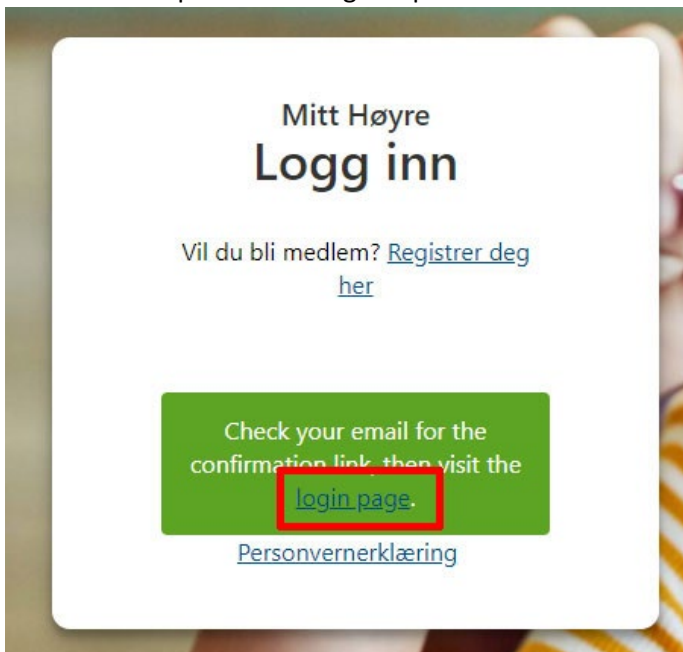 Mitt Høyre
Logg inn
Vil du bli medlem? Registrer deg
her
Check your email for the
confirmation link, then visit the
login page.
Personvernerklæring